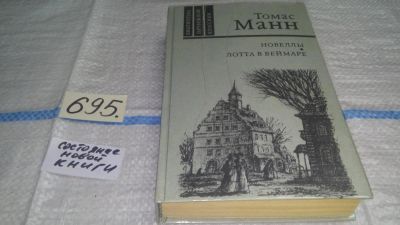 Томас
Манн
НОВЕЛЛЫ
ЛОТТА В ВЕЙМАРЕ
695.
СОСТОЯНИЕ
НОВОЙ
КНИГИ